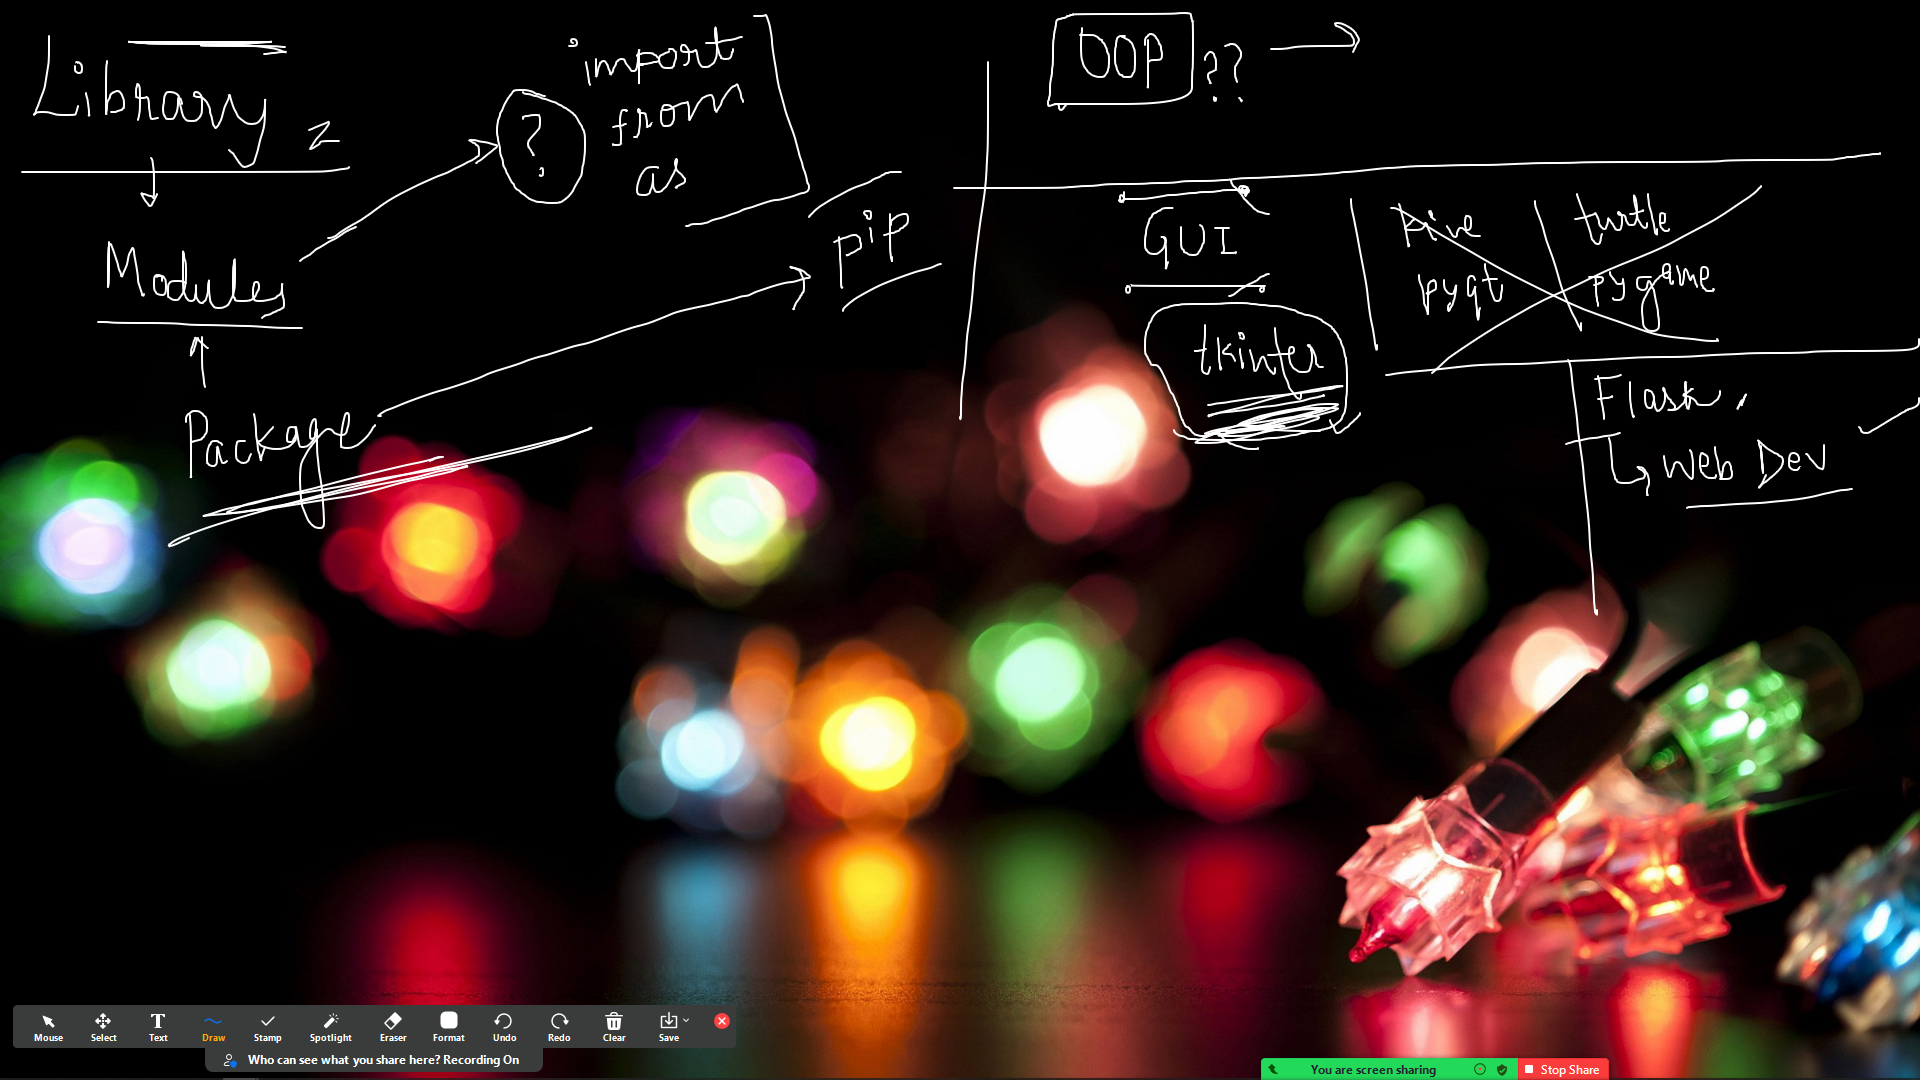 Library
2
Modules
Package
?
import
from
as
pip
OOP ??
GUI
tkinter
pyqt
turtle
pygame
Flask,
Web Dev
Mouse
Select
Text
Draw
Stamp
Spotlight
Eraser
Format
Undo
Redo
Clear
Save
Who can see what you share here? Recording On
You are screen sharing
Stop Share